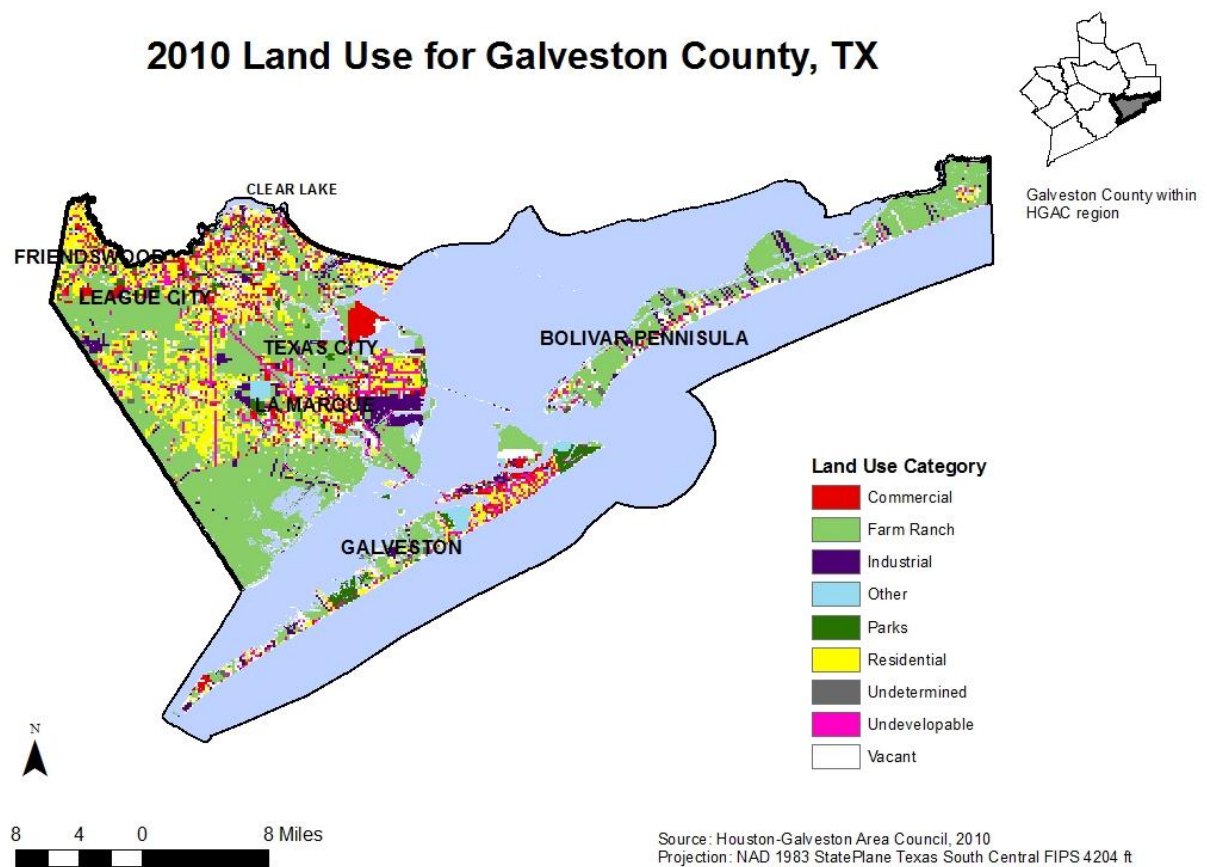 2010 Land Use for Galveston County, TX
Galveston County within
HGAC region
CLEAR LAKE
FRIENDSWOOD
LEAGUE CITY
TEXAS CITY
BOLIVAR PENNISULA
LA MARQUE
GALVESTON
Land Use Category
Commercial
Farm Ranch
Industrial
Other
Parks
Residential
Undetermined
Undevelopable
Vacant
N
8 4 0 8 Miles
Source: Houston-Galveston Area Council, 2010
Projection: NAD 1983 StatePlane Texas South Central FIPS 4204 ft